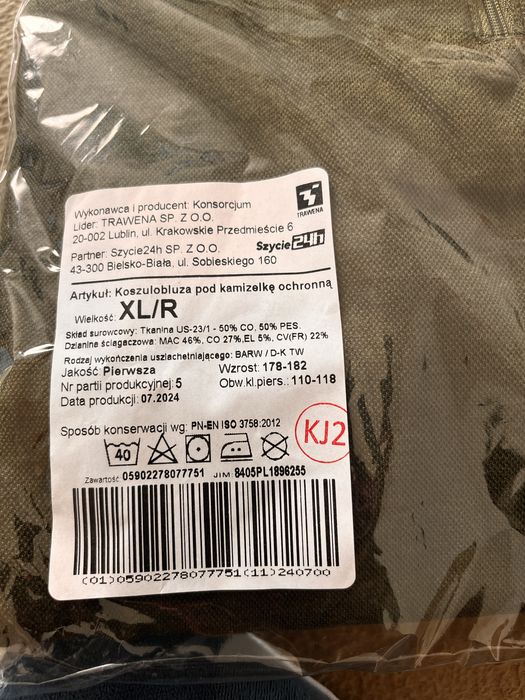 Wykonawca i producent: Konsorcjum
Lider: TRAWENA SP. Z O.O.
20-002 Lublin, ul. Krakowskie Przedmieście 6
TRAWENA
Partner: Szycie24h SP. Z O.O.
43-300 Bielsko-Biała, ul. Sobieskiego 160
Szycie24h
Artykuł: Koszulobluza pod kamizelkę ochronną
Wielkość: XL/R
Skład surowcowy: Tkanina US-23/1 - 50% CO, 50% PES.
Dzianina ściągaczowa: MAC 46%, CO 27%,EL 5%, CV(FR) 22%
Rodzaj wykończenia uszlachetniającego: BARW / D-K TW
Jakość Pierwsza
Wzrost: 178-182
Nr partii produkcyjnej: 5
Obw.kl.piers.: 110-118
Data produkcji: 07.2024
Sposób konserwacji wg: PN-EN ISO 3758:2012
KJ2
40
Zawartość: 05902278077751 JIM: 8405PL1896255
(01)05902278077751(11)240700